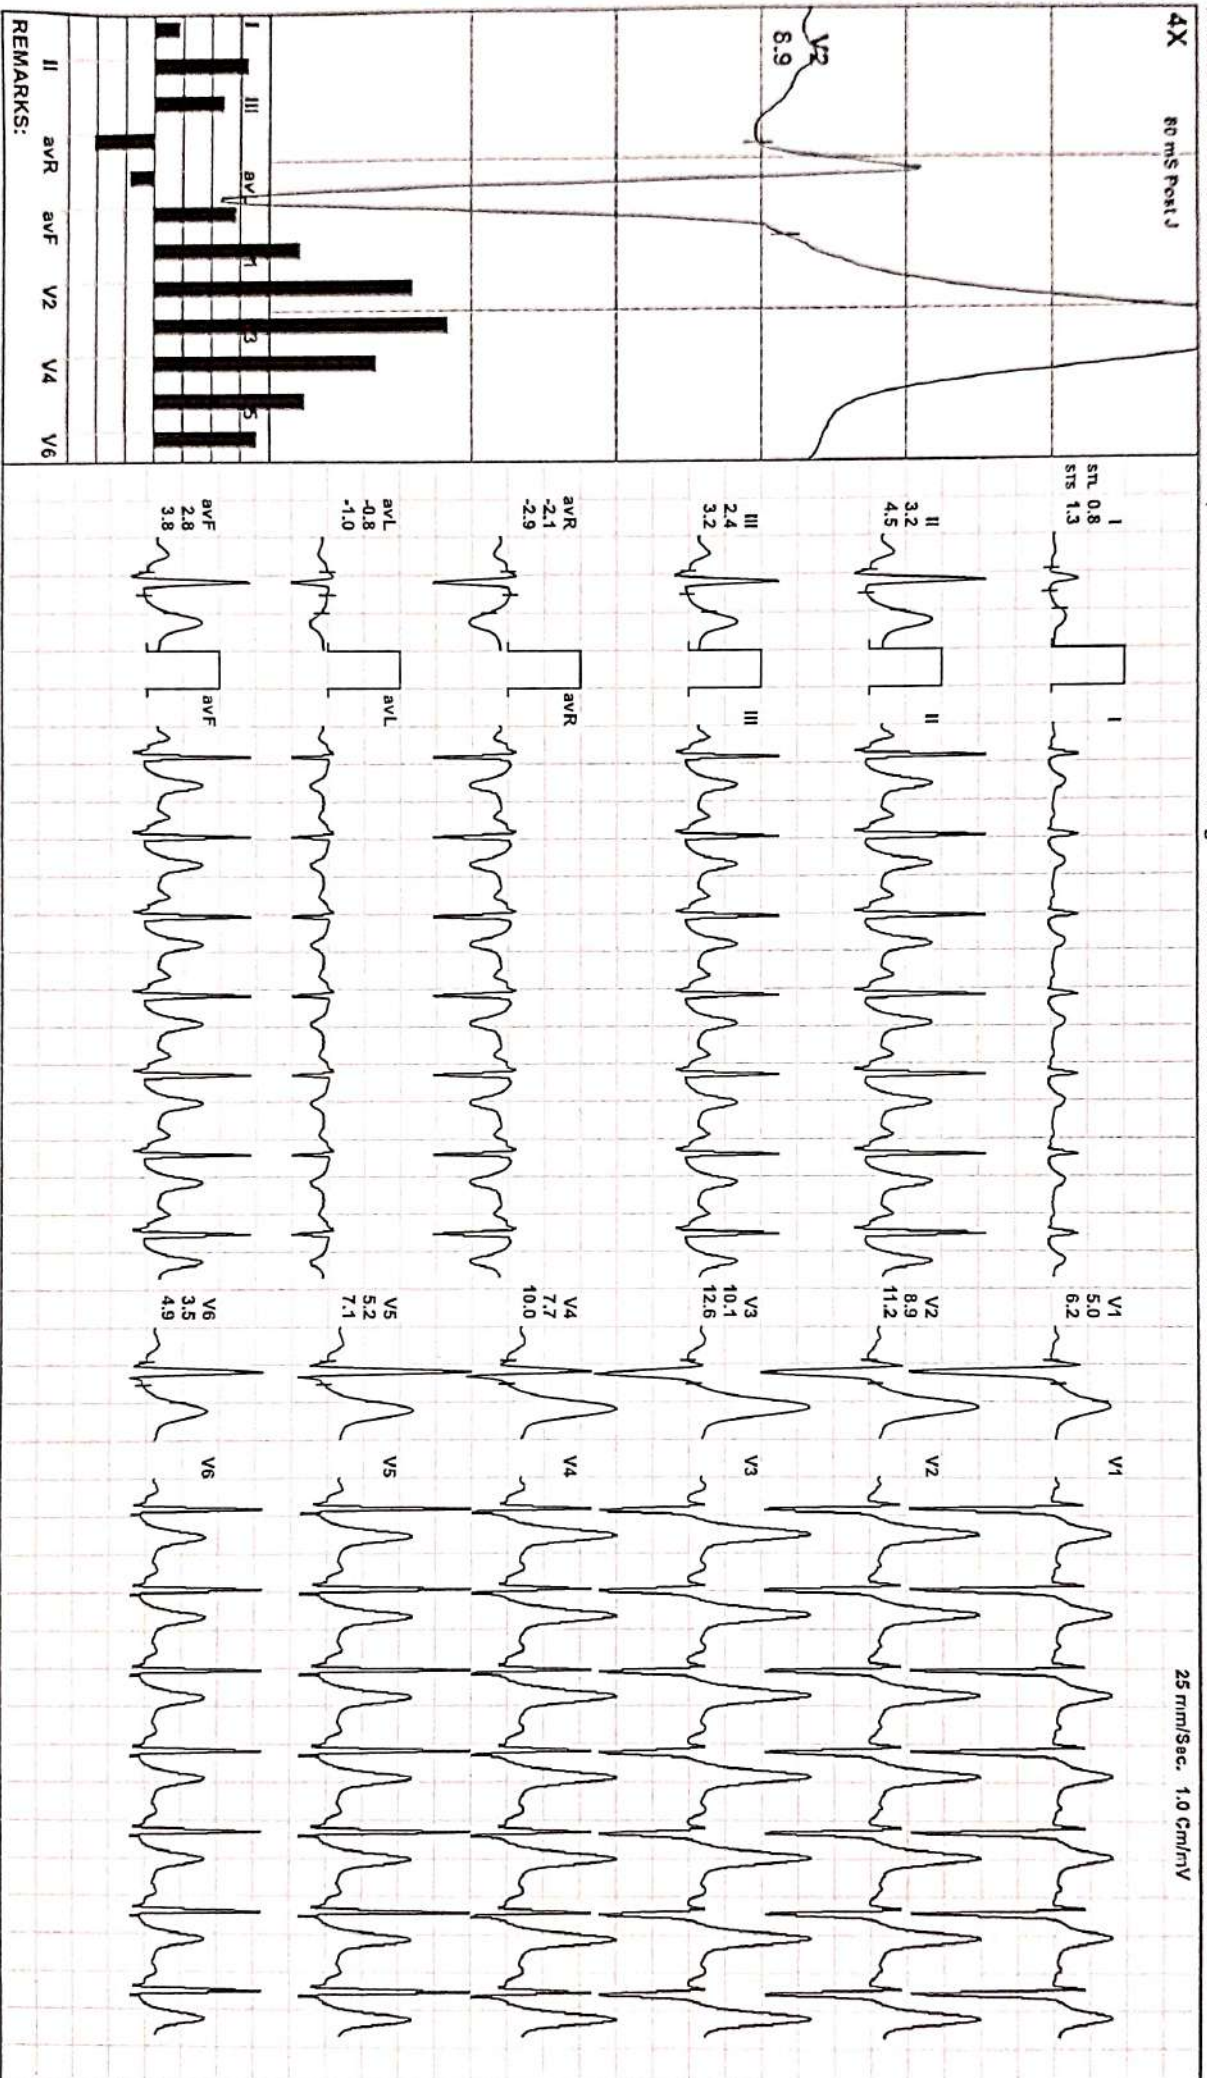 4X
80 mS Post J
25 mm/Sec. 1.0 Cm/mV
V2
8.9
I
STL 0.8
STS 1.3
I
V1
5.0
6.2
V1
II
3.2
4.5
II
V2
8.9
11.2
V2
III
2.4
3.2
III
V3
10.1
12.6
V3
avR
-2.1
-2.9
avR
V4
7.7
10.0
V4
avL
-0.8
-1.0
avL
V5
5.2
7.1
V5
avF
2.8
3.8
avF
V6
3.5
4.9
V6
I III
II avR avF V2 V4 V6
REMARKS: